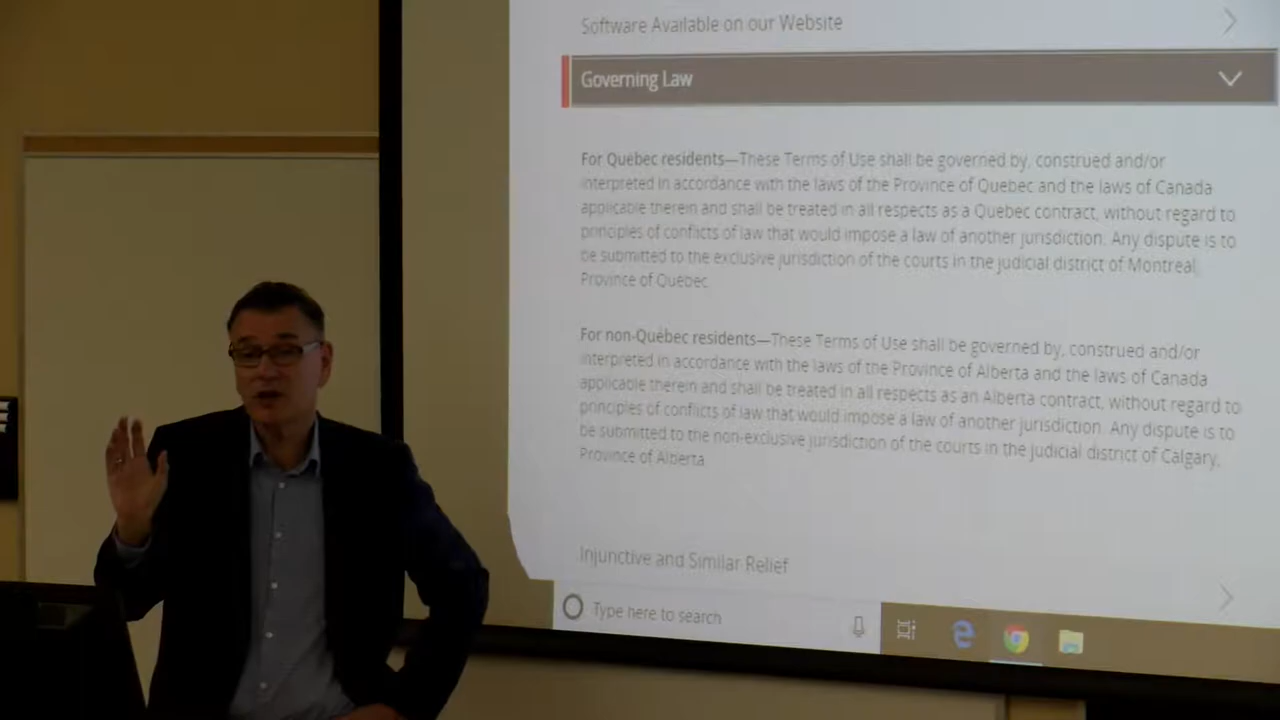 Software Available on our Website
Governing Law
For Québec residents—These Terms of Use shall be governed by, construed and/or
interpreted in accordance with the laws of the Province of Quebec and the laws of Canada
applicable therein and shall be treated in all respects as a Quebec contract, without regard to
principles of conflicts of law that would impose a law of another jurisdiction. Any dispute is to
be submitted to the exclusive jurisdiction of the courts in the judicial district of Montreal,
Province of Quebec.
For non-Québec residents—These Terms of Use shall be governed by, construed and/or
interpreted in accordance with the laws of the Province of Alberta and the laws of Canada
applicable therein and shall be treated in all respects as an Alberta contract, without regard to
principles of conflicts of law that would impose a law of another jurisdiction. Any dispute is to
be submitted to the non-exclusive jurisdiction of the courts in the judicial district of Calgary,
Province of Alberta.
Injunctive and Similar Relief
Type here to search